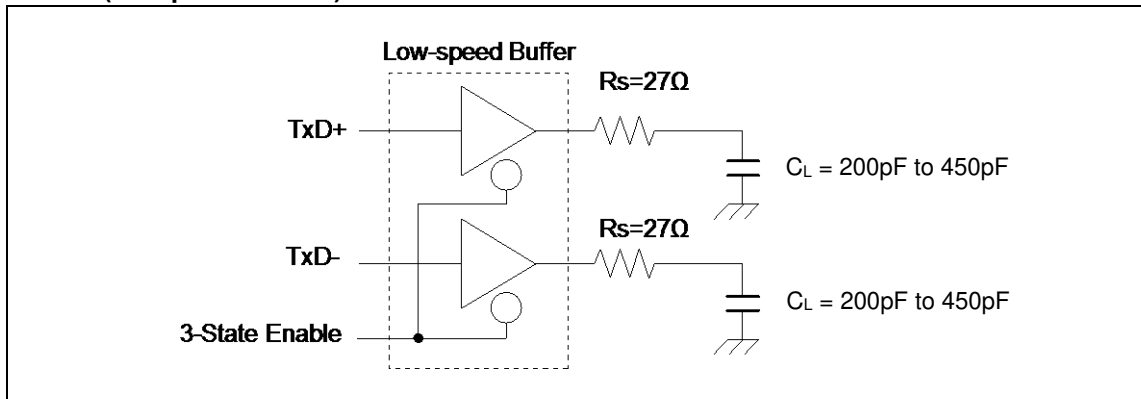 Low-speed Buffer
Rs=27Ω
TxD+
CL = 200pF to 450pF
Rs=27Ω
TxD-
CL = 200pF to 450pF
3-State Enable